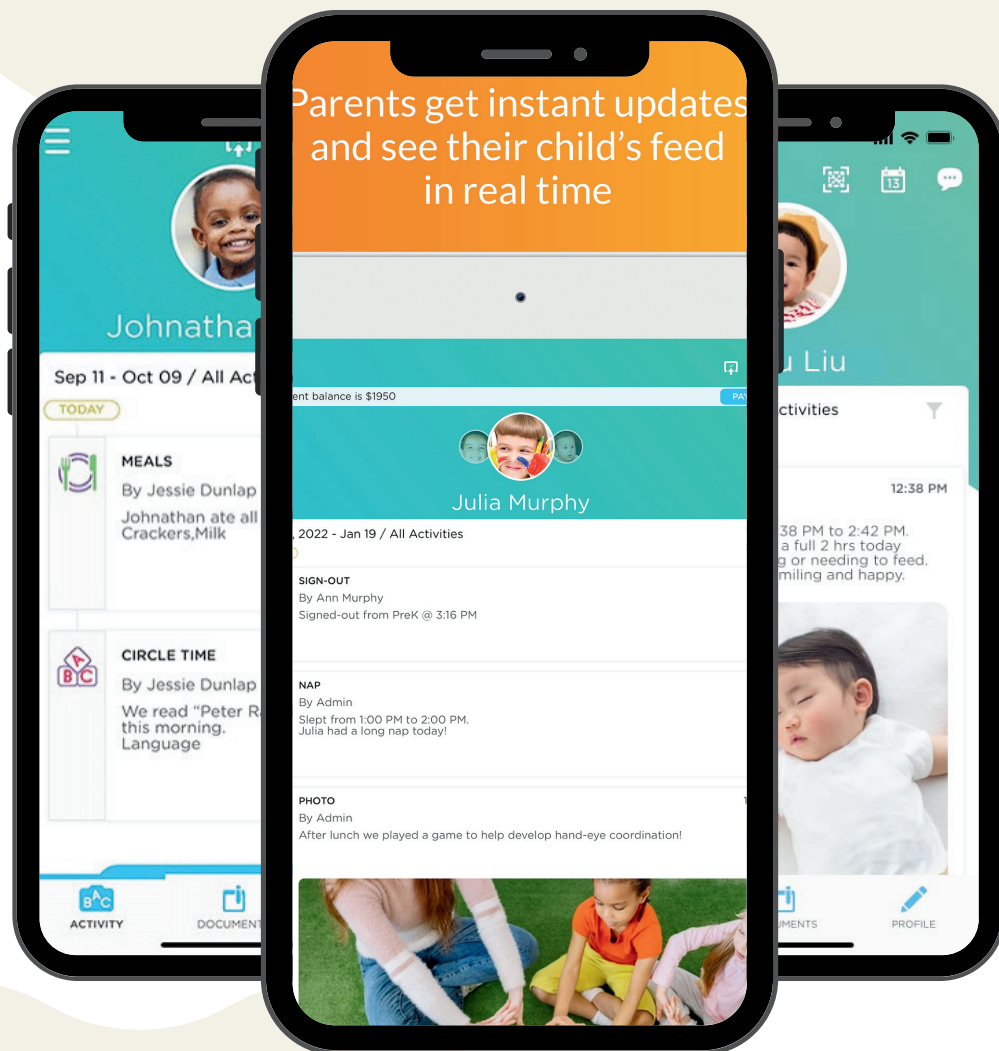 Parents get instant updates
and see their child's feed
in real time
ent balance is $1950
PAY
Julia Murphy
, 2022 - Jan 19 / All Activities
SIGN-OUT
By Ann Murphy
Signed-out from PreK @ 3:16 PM
NAP
By Admin
Slept from 1:00 PM to 2:00 PM.
Julia had a long nap today!
PHOTO
By Admin
After lunch we played a game to help develop hand-eye coordination!
Johnatha
Sep 11 - Oct 09 / All Act
TODAY
MEALS
By Jessie Dunlap
Johnathan ate all
Crackers,Milk
A
B C
CIRCLE TIME
By Jessie Dunlap
We read "Peter Ra
this morning.
Language
BAC
ACTIVITY
DOCUMENT
13
u Liu
ctivities
12:38 PM
38 PM to 2:42 PM.
a full 2 hrs today
g or needing to feed.
miling and happy.
UMENTS
PROFILE